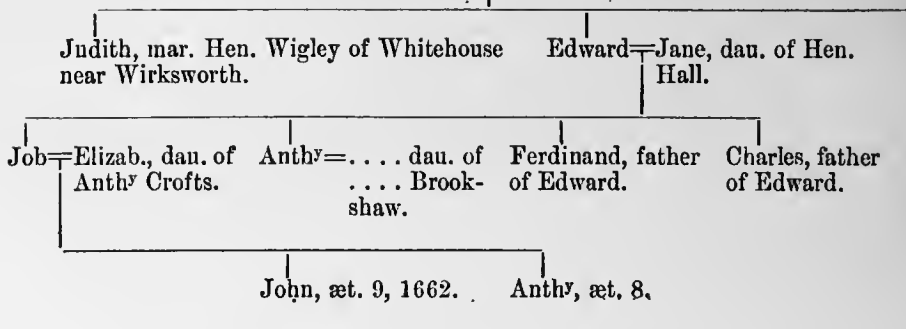 Judith, mar. Hen. Wigley of Whitehouse
near Wirksworth.
Edward=Jane, dau. of Hen.
Hall.
Job=Elizab., dau. of
Anthʸ Crofts.
Anthʸ=.... dau. of
.... Brook-
shaw.
Ferdinand, father
of Edward.
Charles, father
of Edward.
John, æt. 9, 1662.
Anthʸ, æt. 8.